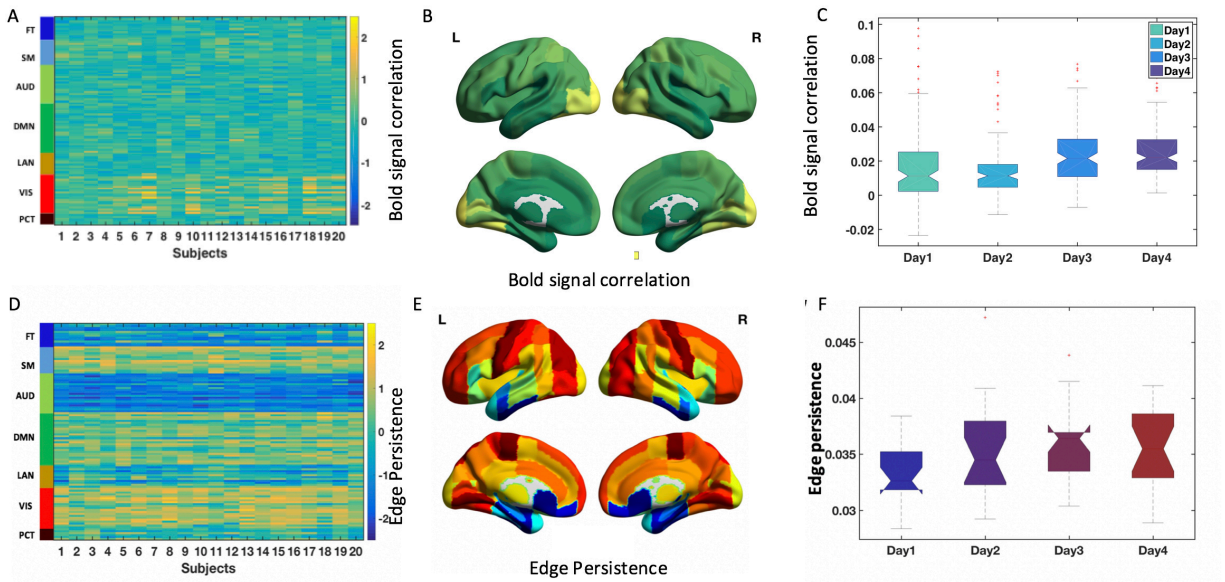 A
FT
SM
AUD
DMN
LAN
VIS
PCT
1 2 3 4 5 6 7 8 9 10 11 12 13 14 15 16 17 18 19 20
Subjects
2
1
0
-1
-2
Bold signal correlation
B
L
R
Bold signal correlation
C
0.1
0.08
0.06
0.04
0.02
0
-0.02
Bold signal correlation
Day1
Day2
Day3
Day4
Day1 Day2 Day3 Day4
D
FT
SM
AUD
DMN
LAN
VIS
PCT
1 2 3 4 5 6 7 8 9 10 11 12 13 14 15 16 17 18 19 20
Subjects
2
1
0
-1
-2
Edge Persistence
E
L
R
Edge Persistence
F
0.045
0.04
0.035
0.03
Edge persistence
Day1 Day2 Day3 Day4